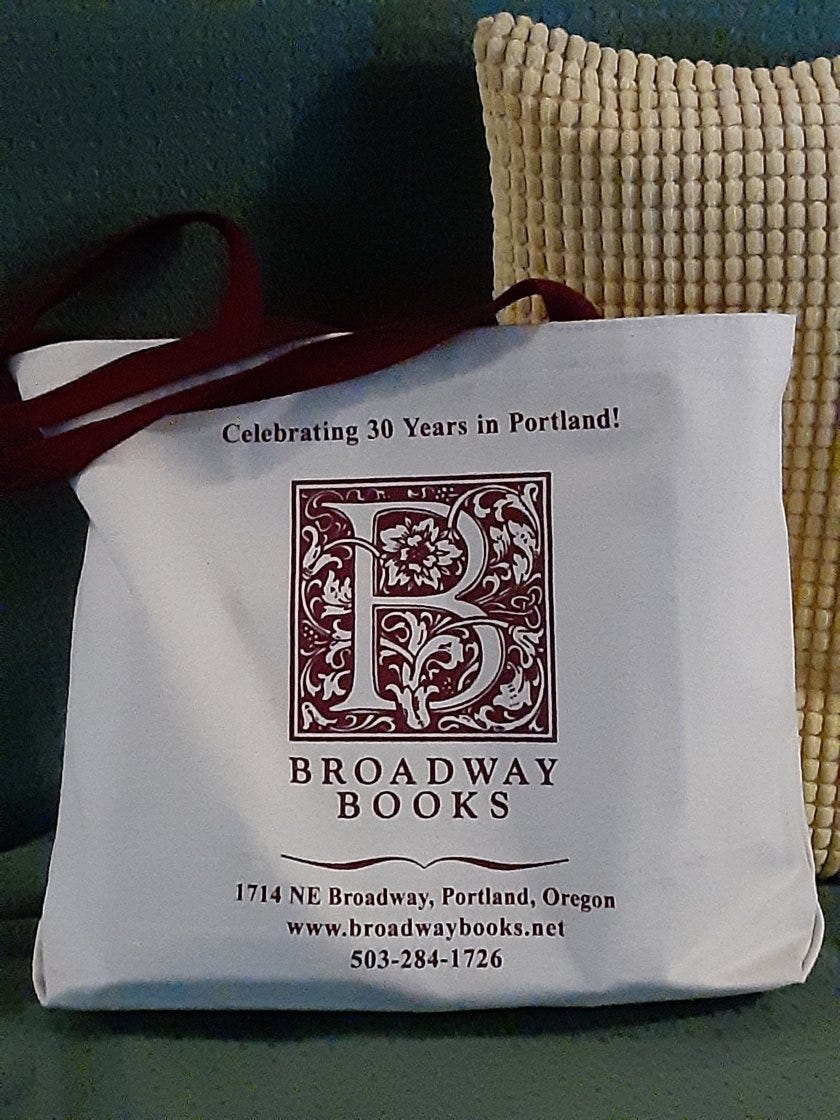 Celebrating 30 Years in Portland!
B
BROADWAY
BOOKS
1714 NE Broadway, Portland, Oregon
www.broadwaybooks.net
503-284-1726